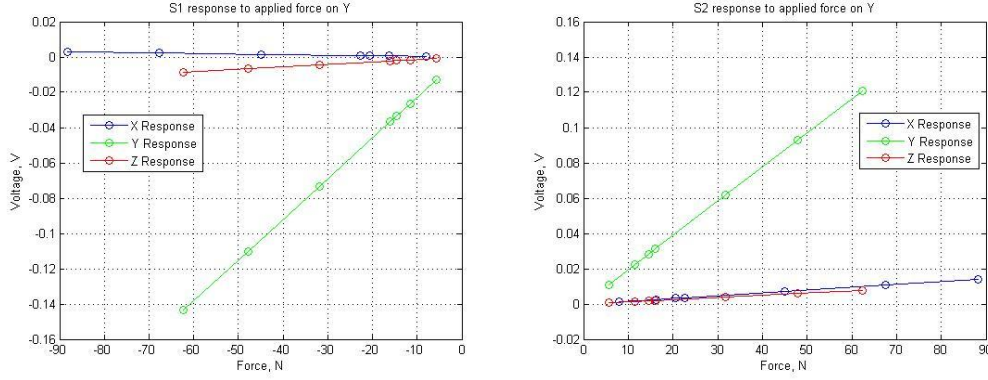 S1 response to applied force on Y
0.02
0
-0.02
-0.04
-0.06
-0.08
-0.1
-0.12
-0.14
-0.16
Voltage, V
X Response
Y Response
Z Response
-90 -80 -70 -60 -50 -40 -30 -20 -10 0
Force, N
S2 response to applied force on Y
0.16
0.14
0.12
0.1
0.08
0.06
0.04
0.02
0
-0.02
Voltage, V
X Response
Y Response
Z Response
0 10 20 30 40 50 60 70 80 90
Force, N